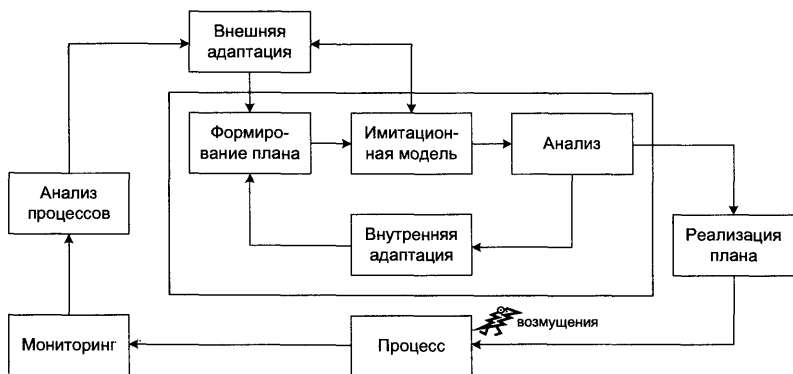 Внешняя
адаптация
Формиро-
вание плана
Имитацион-
ная модель
Анализ
Анализ
процессов
Внутренняя
адаптация
Реализация
плана
возмущения
Мониторинг
Процесс